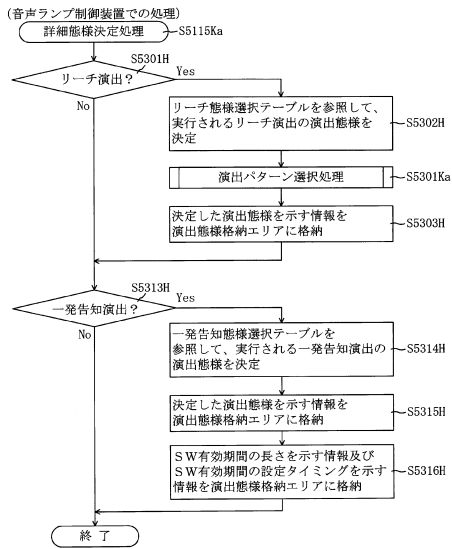 (音声ランプ制御装置での処理)
詳細態様決定処理
S5115Ka
S5301H
リーチ演出?
Yes
No
リーチ態様選択テーブルを参照して、
実行されるリーチ演出の演出態様を
決定
S5302H
演出パターン選択処理
S5301Ka
決定した演出態様を示す情報を
演出態様格納エリアに格納
S5303H
S5313H
一発告知演出?
Yes
No
一発告知態様選択テーブルを
参照して、実行される一発告知演出の
演出態様を決定
S5314H
決定した演出態様を示す情報を
演出態様格納エリアに格納
S5315H
SW有効期間の長さを示す情報及び
SW有効期間の設定タイミングを示す
情報を演出態様格納エリアに格納
S5316H
終了